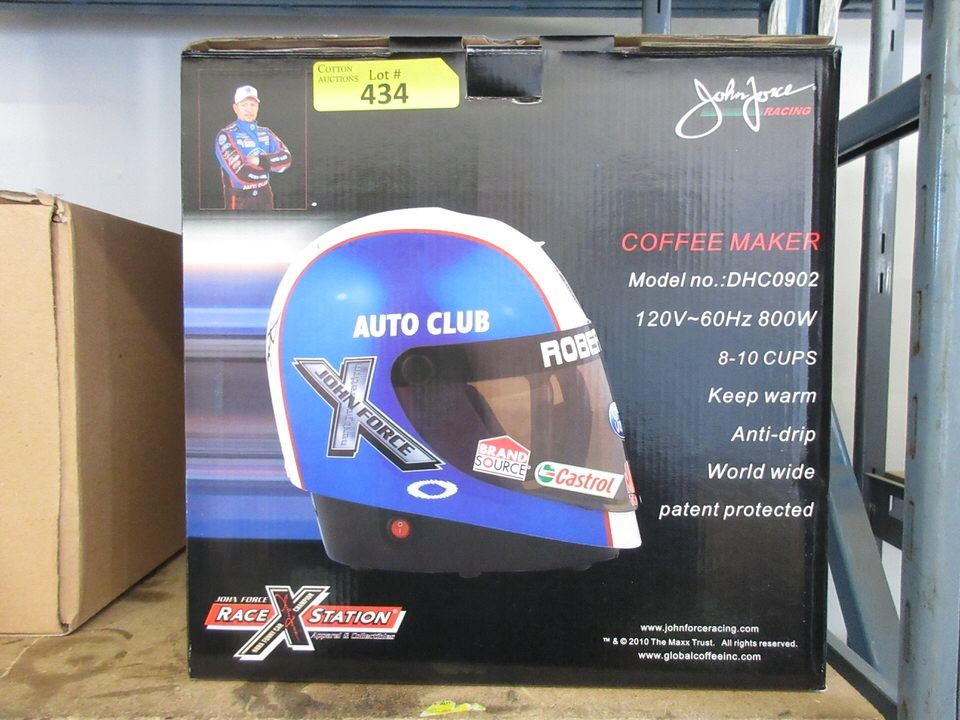 COTTON
AUCTIONS
Lot #
434
John Force
RACING
COFFEE MAKER
Model no.:DHC0902
120V~60Hz 800W
8-10 CUPS
Keep warm
Anti-drip
World wide
patent protected
AUTO CLUB
JOHN FORCE
BRAND
SOURCE
Castrol
JOHN FORCE
RACE X STATION
Apparel & Collectibles
www.johnforceracing.com
™ & © 2010 The Maxx Trust. All rights reserved.
www.globalcoffeeinc.com